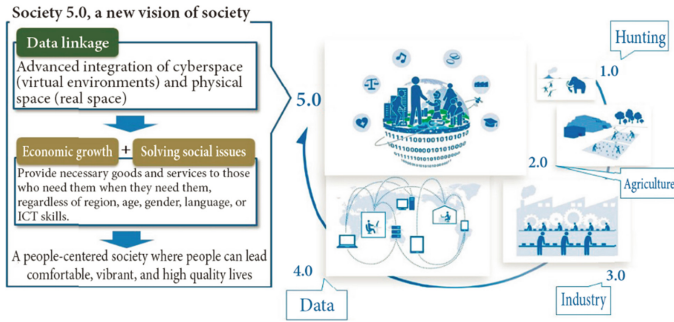 Society 5.0, a new vision of society
Data linkage
Advanced integration of cyberspace
(virtual environments) and physical
space (real space)
Economic growth + Solving social issues
Provide necessary goods and services to those
who need them when they need them,
regardless of region, age, gender, language, or
ICT skills.
A people-centered society where people can lead
comfortable, vibrant, and high quality lives
5.0
Hunting
1.0
2.0
Agriculture
4.0
Data
3.0
Industry